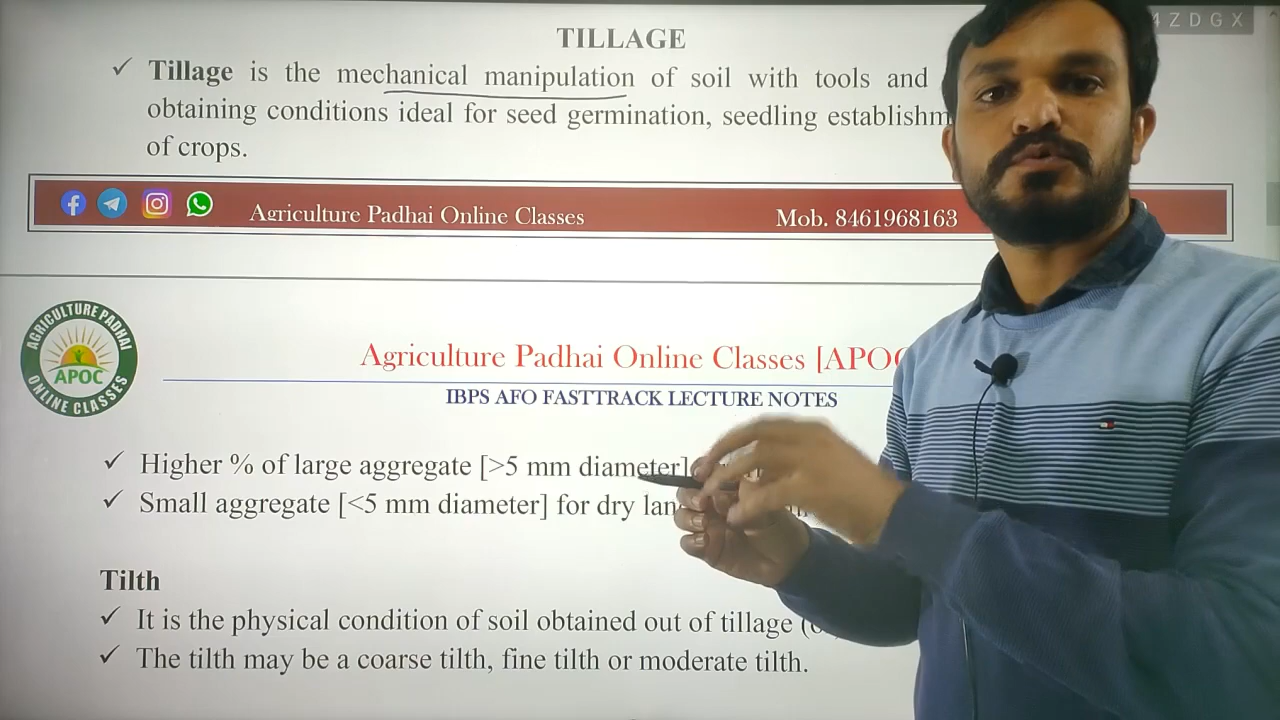 4ZDGX
TILLAGE
✓ Tillage is the mechanical manipulation of soil with tools and
obtaining conditions ideal for seed germination, seedling establishm
of crops.
Agriculture Padhai Online Classes Mob. 8461968163
AGRICULTURE PADHAI
APOC
ONLINE CLASSES
Agriculture Padhai Online Classes [APOC
IBPS AFO FASTTRACK LECTURE NOTES
✓ Higher % of large aggregate [>5 mm diameter]
✓ Small aggregate [<5 mm diameter] for dry lan
Tilth
✓ It is the physical condition of soil obtained out of tillage (
✓ The tilth may be a coarse tilth, fine tilth or moderate tilth.